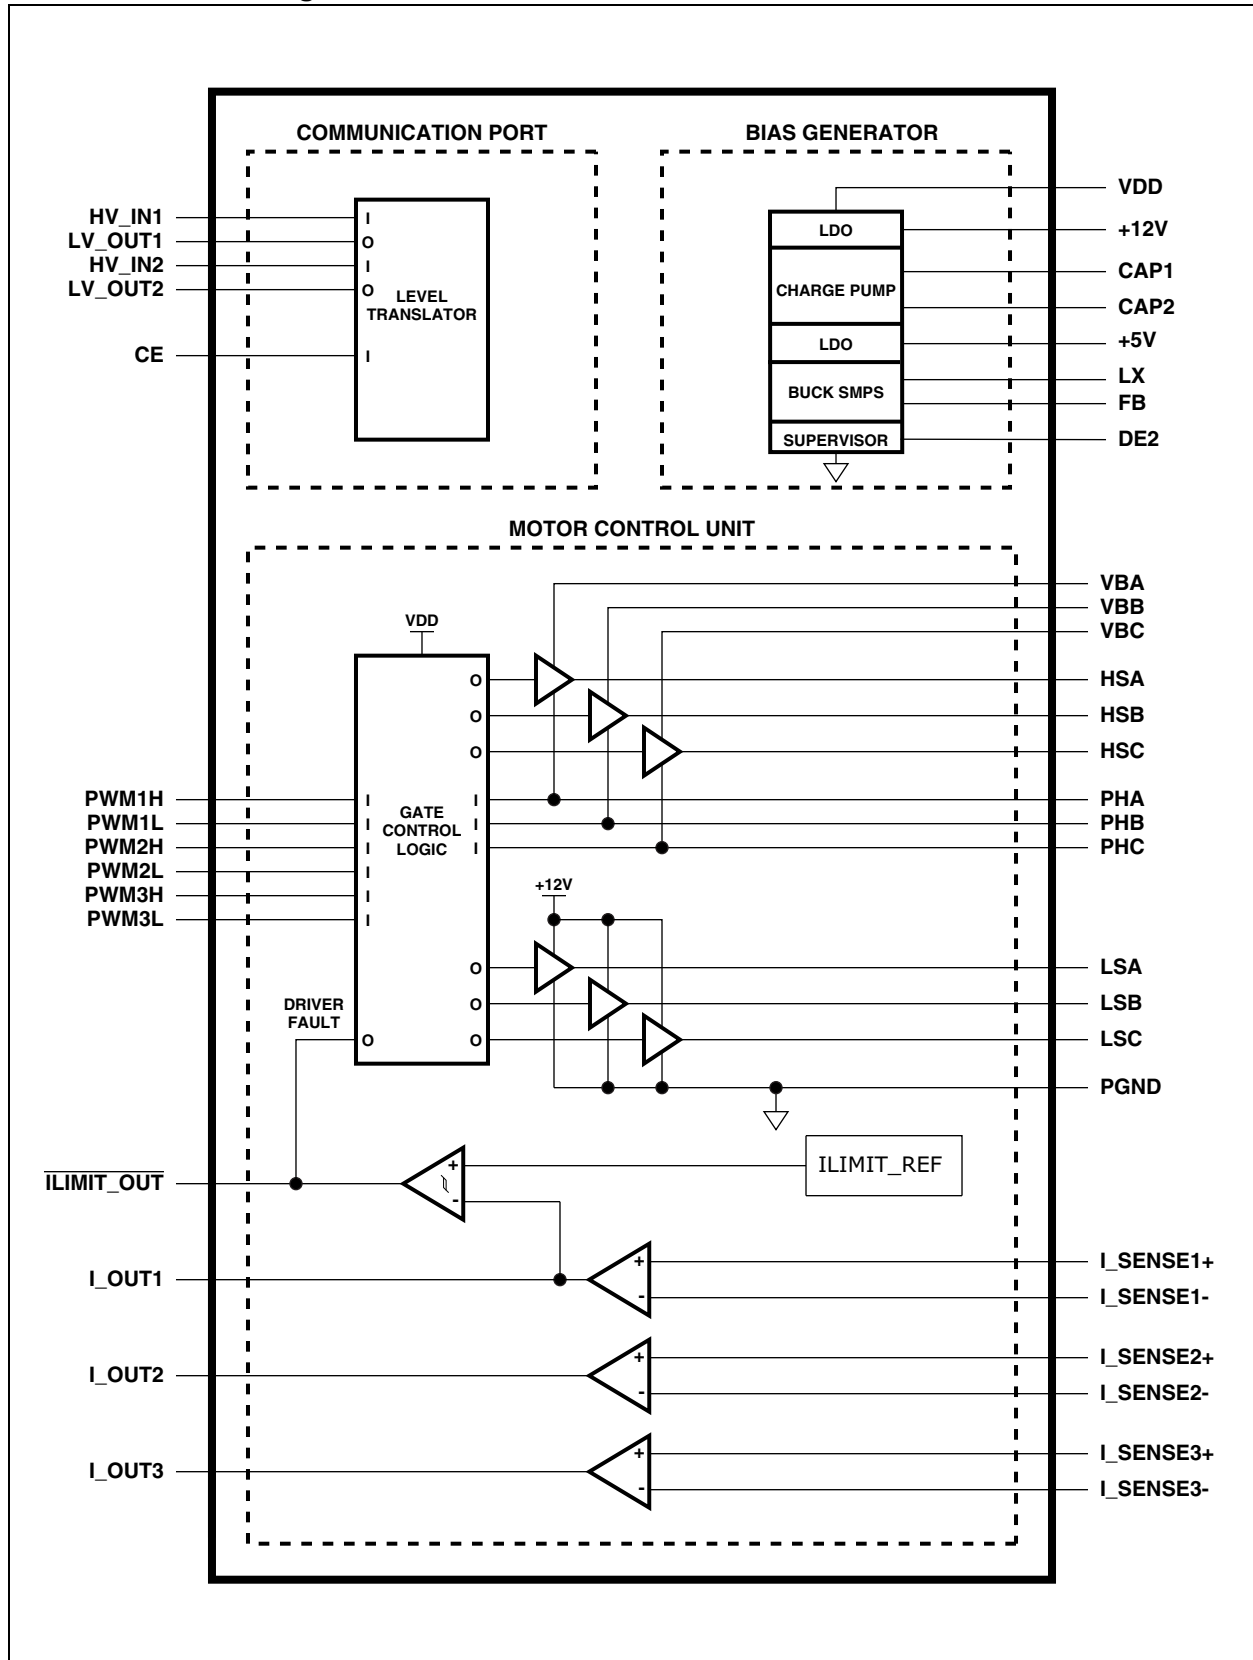 COMMUNICATION PORT
BIAS GENERATOR
HV_IN1
LV_OUT1
HV_IN2
LV_OUT2
CE
I
O
I
O
I
LEVEL
TRANSLATOR
LDO
CHARGE PUMP
LDO
BUCK SMPS
SUPERVISOR
VDD
+12V
CAP1
CAP2
+5V
LX
FB
DE2
MOTOR CONTROL UNIT
VDD
PWM1H
PWM1L
PWM2H
PWM2L
PWM3H
PWM3L
I
I
I
I
I
I
GATE
CONTROL
LOGIC
O
O
O
I
I
I
O
O
O
DRIVER
FAULT
O
+12V
VBA
VBB
VBC
HSA
HSB
HSC
PHA
PHB
PHC
LSA
LSB
LSC
PGND
ILIMIT_OUT
+
-
ILIMIT_REF
I_OUT1
+
-
I_SENSE1+
I_SENSE1-
I_OUT2
+
-
I_SENSE2+
I_SENSE2-
I_OUT3
+
-
I_SENSE3+
I_SENSE3-